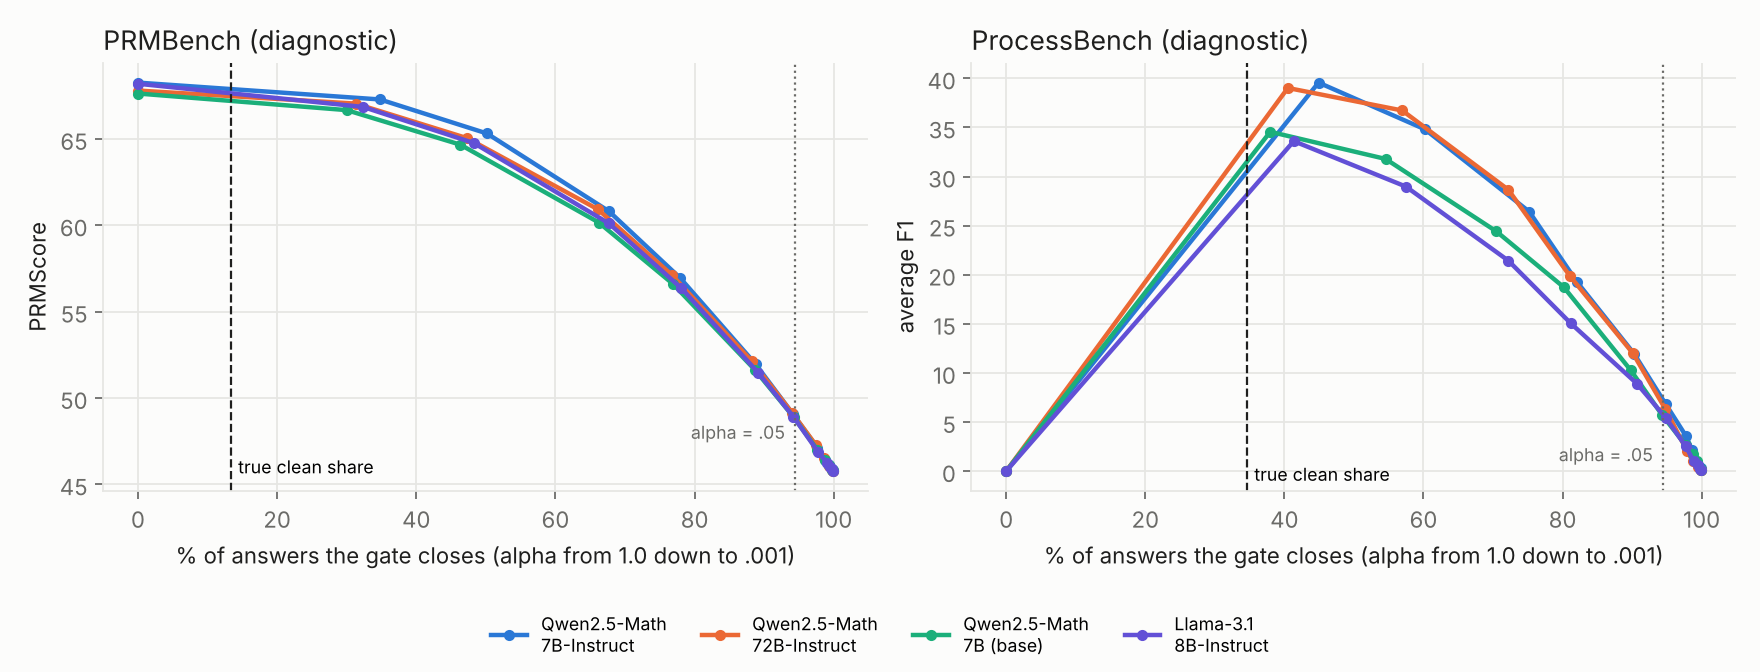 PRMBench (diagnostic)
PRMScore
65
60
55
50
45
alpha = .05
true clean share
0 20 40 60 80 100
% of answers the gate closes (alpha from 1.0 down to .001)
ProcessBench (diagnostic)
average F1
40
35
30
25
20
15
10
5
0
alpha = .05
true clean share
0 20 40 60 80 100
% of answers the gate closes (alpha from 1.0 down to .001)
Qwen2.5-Math
7B-Instruct
Qwen2.5-Math
72B-Instruct
Qwen2.5-Math
7B (base)
Llama-3.1
8B-Instruct